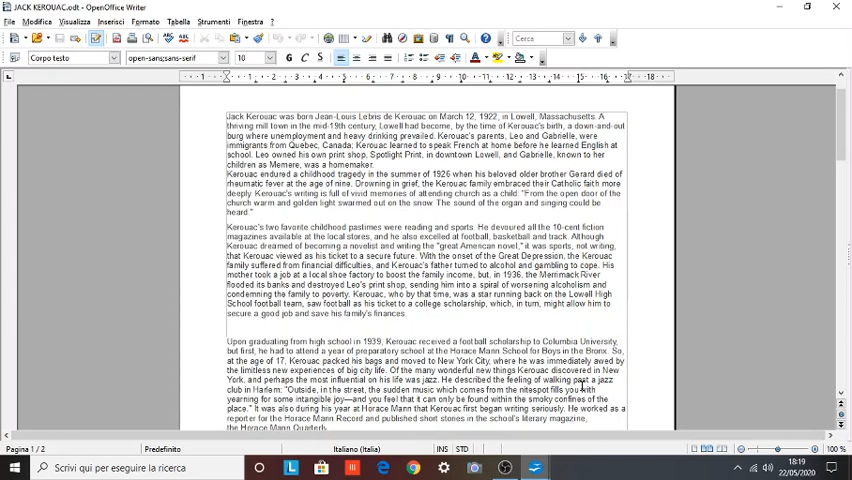 JACK KEROUAC.odt - OpenOffice Writer
File Modifica Visualizza Inserisci Formato Tabella Strumenti Finestra ?
Cerca
Corpo testo open-sans;sans-serif 10 G C S
1 1 2 3 4 5 6 7 8 9 10 11 12 13 14 15 16 18
Jack Kerouac was born Jean-Louis Lebris de Kerouac on March 12, 1922, in Lowell, Massachusetts. A
thriving mill town in the mid-19th century, Lowell had become, by the time of Kerouac's birth, a down-and-out
burg where unemployment and heavy drinking prevailed. Kerouac's parents, Leo and Gabrielle, were
immigrants from Quebec, Canada; Kerouac learned to speak French at home before he learned English at
school. Leo owned his own print shop, Spotlight Print, in downtown Lowell, and Gabrielle, known to her
children as Memere, was a homemaker.
Kerouac endured a childhood tragedy in the summer of 1926 when his beloved older brother Gerard died of
rheumatic fever at the age of nine. Drowning in grief, the Kerouac family embraced their Catholic faith more
deeply. Kerouac's writing is full of vivid memories of attending church as a child: "From the open door of the
church warm and golden light swarmed out on the snow. The sound of the organ and singing could be
heard."
Kerouac's two favorite childhood pastimes were reading and sports. He devoured all the 10-cent fiction
magazines available at the local stores, and he also excelled at football, basketball and track. Although
Kerouac dreamed of becoming a novelist and writing the "great American novel," it was sports, not writing,
that Kerouac viewed as his ticket to a secure future. With the onset of the Great Depression, the Kerouac
family suffered from financial difficulties, and Kerouac's father turned to alcohol and gambling to cope. His
mother took a job at a local shoe factory to boost the family income, but, in 1936, the Merrimack River
flooded its banks and destroyed Leo's print shop, sending him into a spiral of worsening alcoholism and
condemning the family to poverty. Kerouac, who by that time, was a star running back on the Lowell High
School football team, saw football as his ticket to a college scholarship, which, in turn, might allow him to
secure a good job and save his family's finances.
Upon graduating from high school in 1939, Kerouac received a football scholarship to Columbia University,
but first, he had to attend a year of preparatory school at the Horace Mann School for Boys in the Bronx. So,
at the age of 17, Kerouac packed his bags and moved to New York City, where he was immediately awed by
the limitless new experiences of big city life. Of the many wonderful new things Kerouac discovered in New
York, and perhaps the most influential on his life was jazz. He described the feeling of walking past a jazz
club in Harlem: "Outside, in the street, the sudden music which comes from the nitespot fills you with
yearning for some intangible joy—and you feel that it can only be found within the smoky confines of the
place." It was also during his year at Horace Mann that Kerouac first began writing seriously. He worked as a
reporter for the Horace Mann Record and published short stories in the school's literary magazine,
the Horace Mann Quarterly.
Pagina 1 / 2 Predefinito Italiano (Italia) INS STD 100 %
Scrivi qui per eseguire la ricerca
18:19
22/05/2020